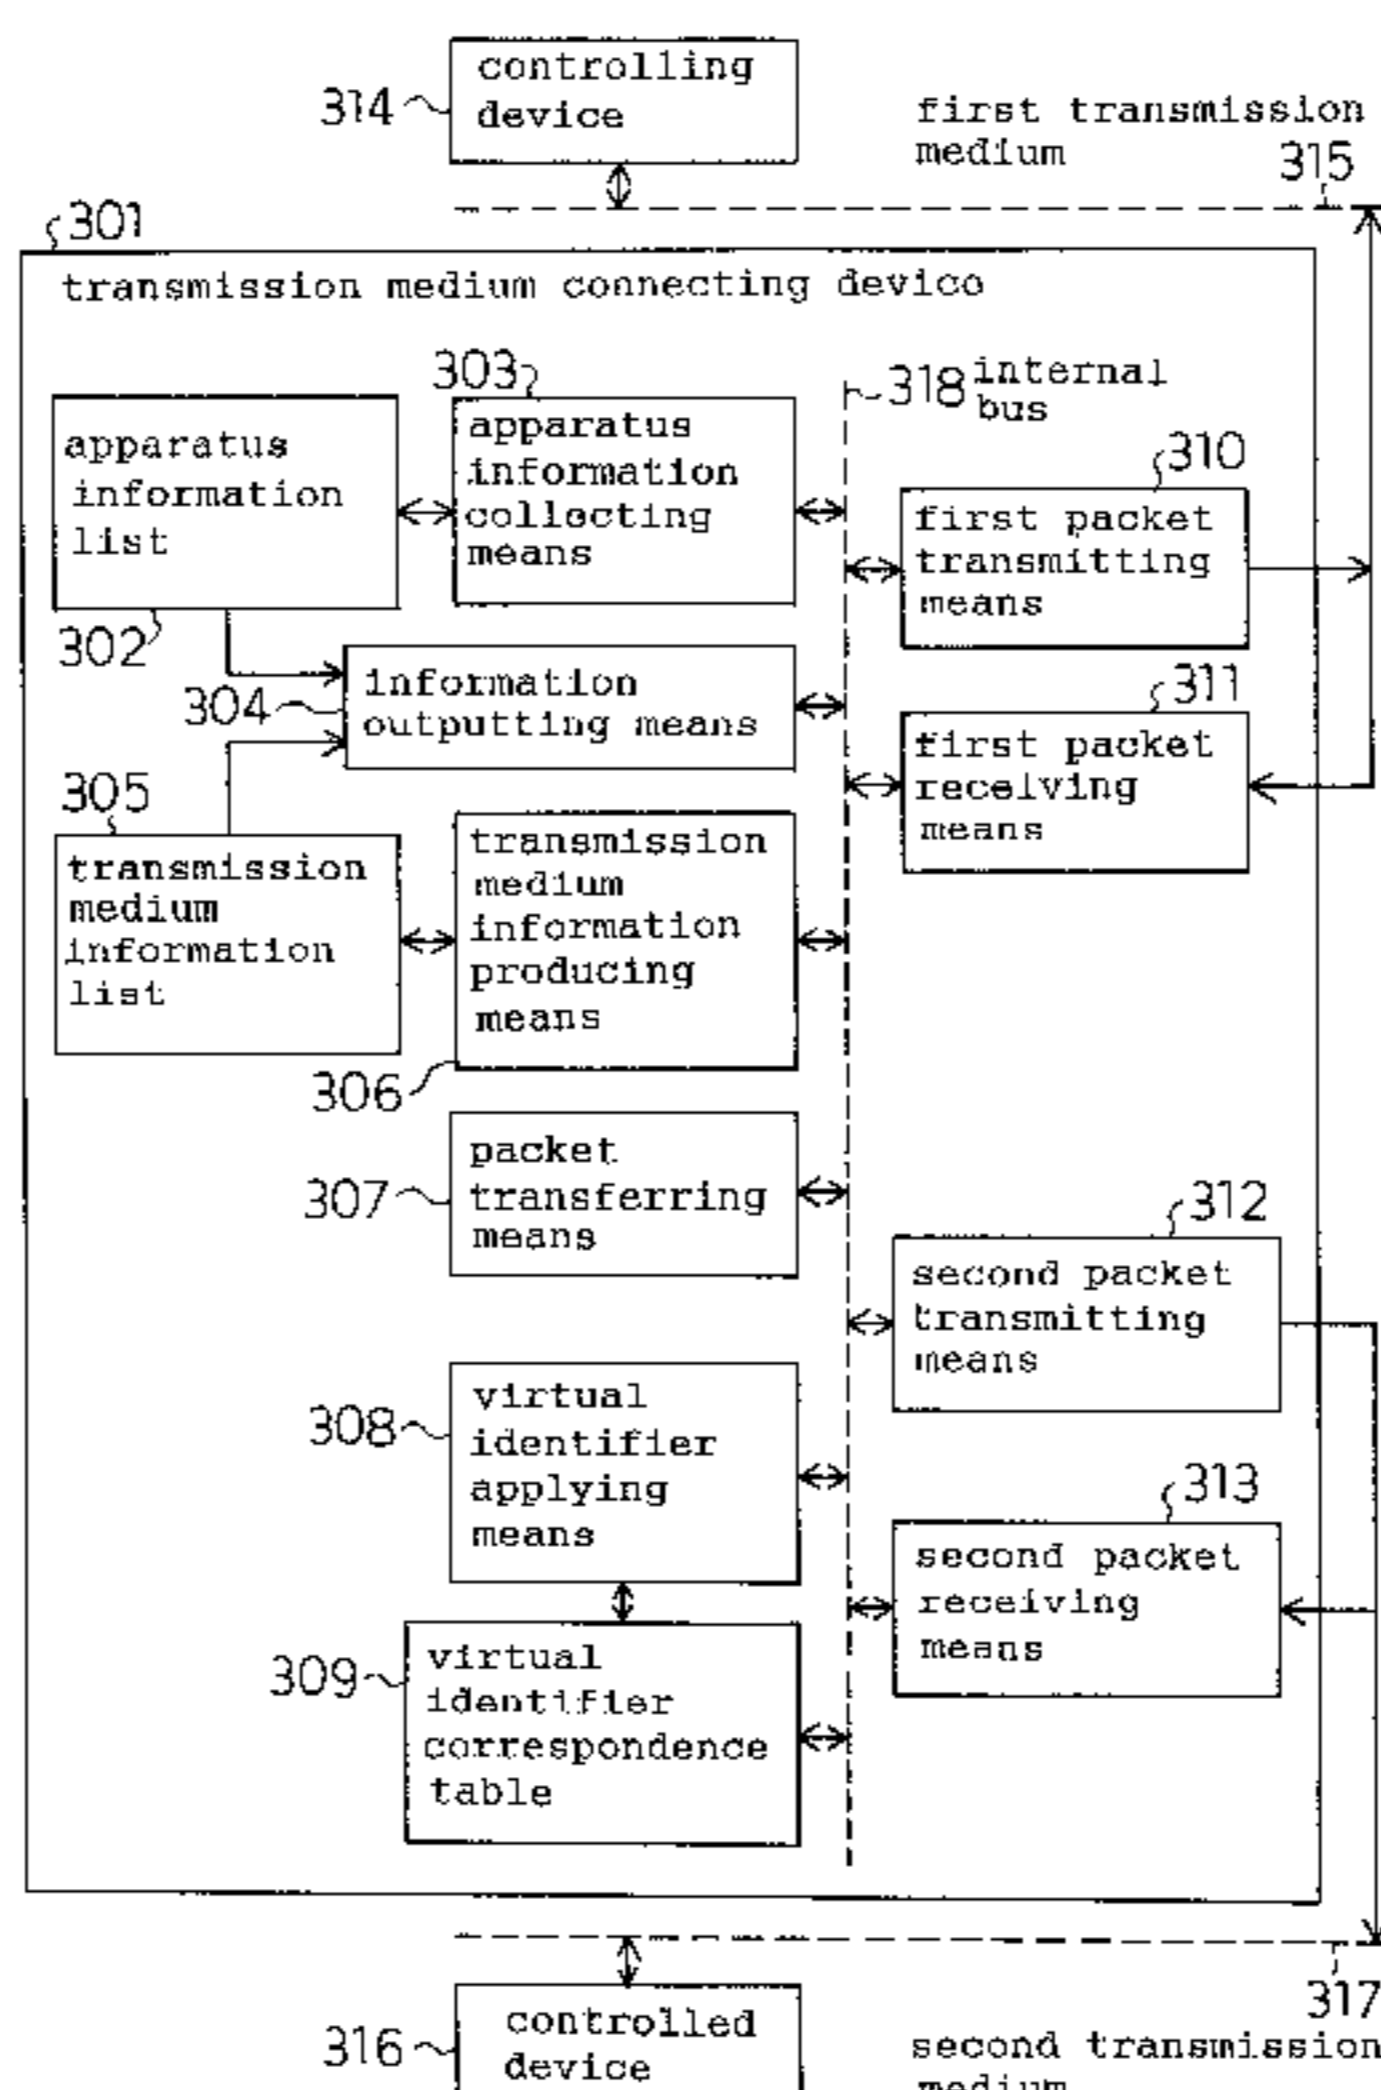 controlling
device
314
first transmission
medium
315
301
transmission medium connecting device
303
318
internal
bus
apparatus
information
list
apparatus
information
collecting
means
310
first packet
transmitting
means
302
304
information
outputting means
311
first packet
receiving
means
305
transmission
medium
information
list
transmission
medium
information
producing
means
306
packet
transferring
means
307
312
second packet
transmitting
means
308
virtual
identifier
applying
means
313
second packet
receiving
means
309
virtual
identifier
correspondence
table
317
316
controlled
device
second transmission
medium